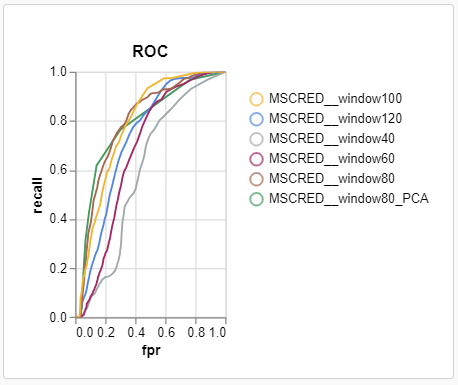 ROC
1.0
0.8
0.6
0.4
0.2
0.0
recall
0.0 0.2 0.4 0.6 0.8 1.0
fpr
MSCRED__window100
MSCRED__window120
MSCRED__window40
MSCRED__window60
MSCRED__window80
MSCRED__window80_PCA